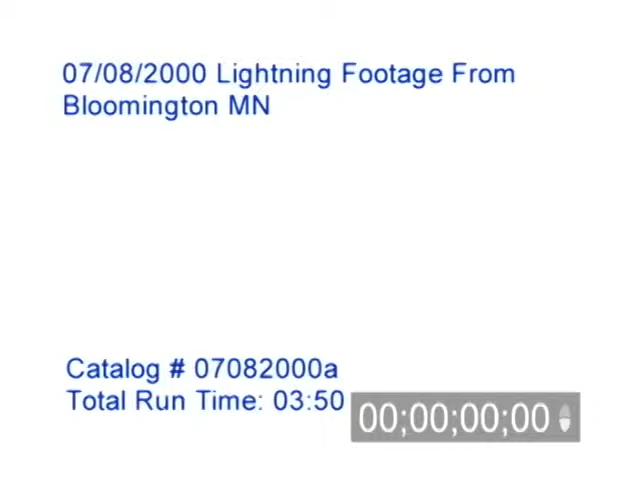 07/08/2000 Lightning Footage From
Bloomington MN
Catalog # 07082000a
Total Run Time: 03:50
00;00;00;00